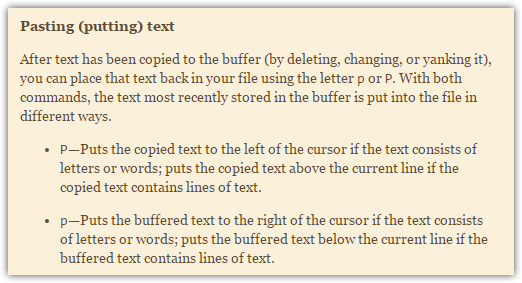 Pasting (putting) text
After text has been copied to the buffer (by deleting, changing, or yanking it),
you can place that text back in your file using the letter p or P. With both
commands, the text most recently stored in the buffer is put into the file in
different ways.
• P—Puts the copied text to the left of the cursor if the text consists of
letters or words; puts the copied text above the current line if the
copied text contains lines of text.
• p—Puts the buffered text to the right of the cursor if the text consists
of letters or words; puts the buffered text below the current line if the
buffered text contains lines of text.